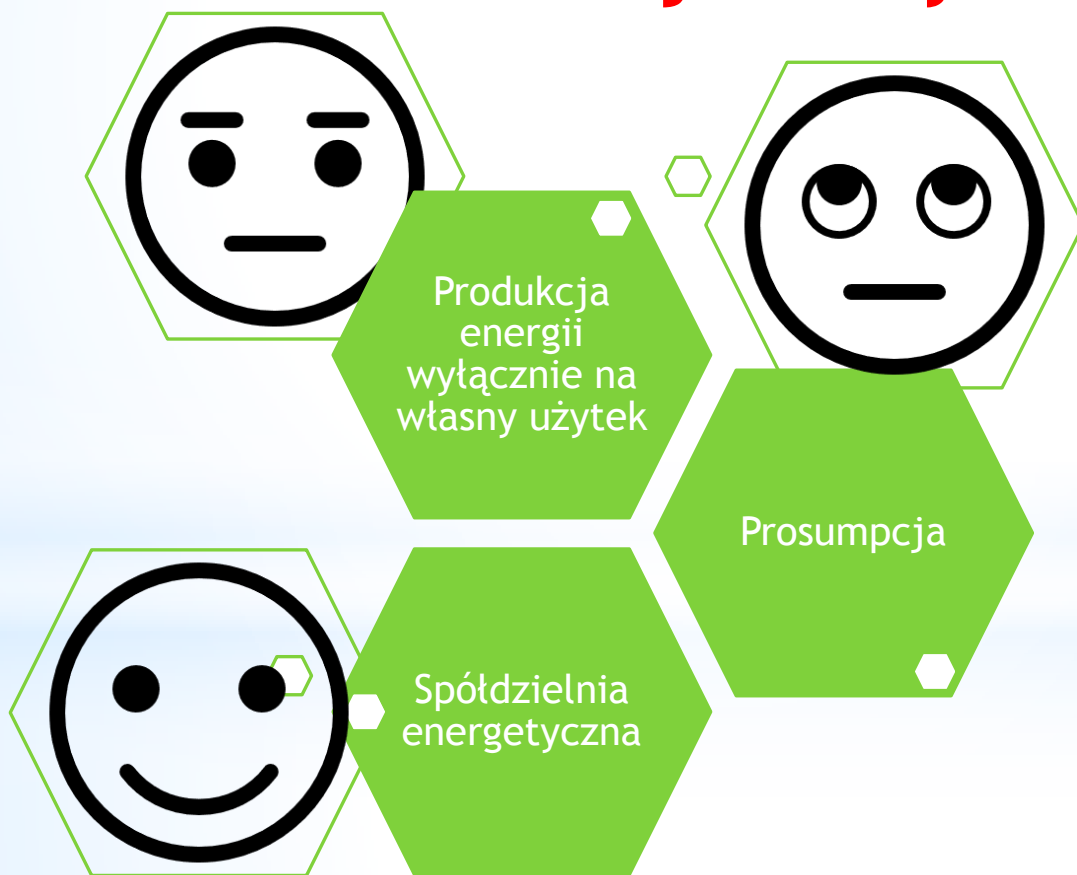 Produkcja
energii
wyłącznie na
własny użytek
Prosumpcja
Spółdzielnia
energetyczna